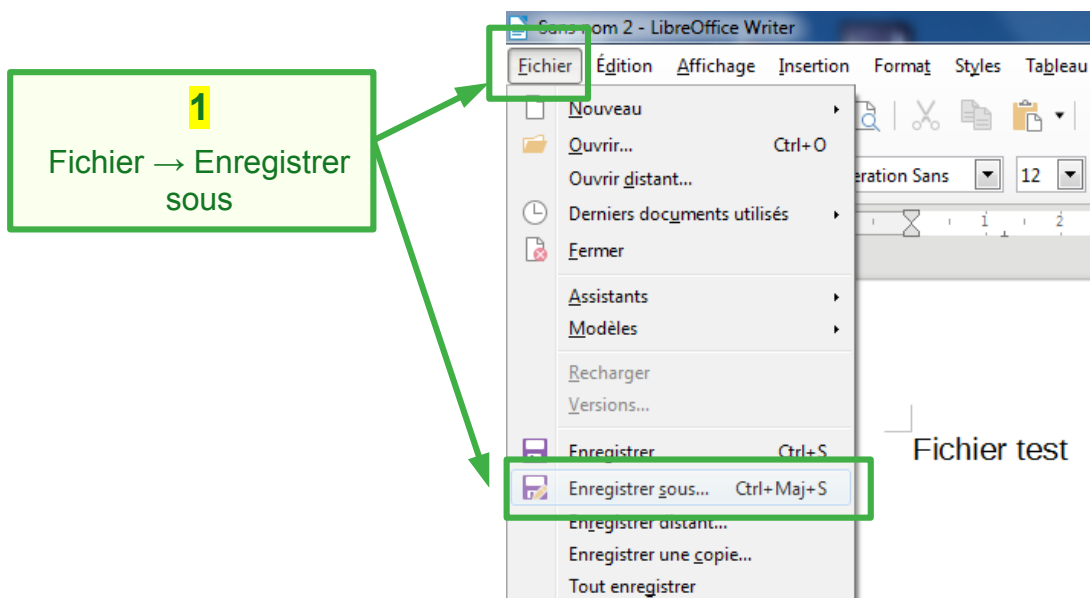 Sans nom 2 - LibreOffice Writer
Fichier Édition Affichage Insertion Format Styles Tableau
1
Fichier → Enregistrer
sous
Nouveau
Ouvrir... Ctrl+O
Ouvrir distant...
Derniers documents utilisés
Fermer
Assistants
Modèles
Recharger
Versions...
Enregistrer Ctrl+S
Enregistrer sous... Ctrl+Maj+S
Enregistrer distant...
Enregistrer une copie...
Tout enregistrer
eration Sans 12
1 2
Fichier test